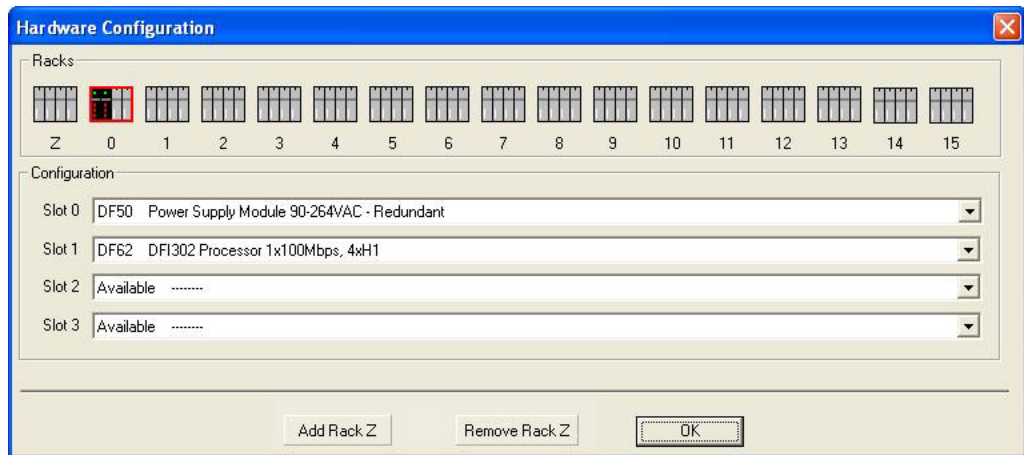 Hardware Configuration
Racks
Z 0 1 2 3 4 5 6 7 8 9 10 11 12 13 14 15
Configuration
Slot 0 DF50 Power Supply Module 90-264VAC - Redundant
Slot 1 DF62 DFI302 Processor 1x100Mbps, 4xH1
Slot 2 Available --------
Slot 3 Available --------
Add Rack Z Remove Rack Z OK